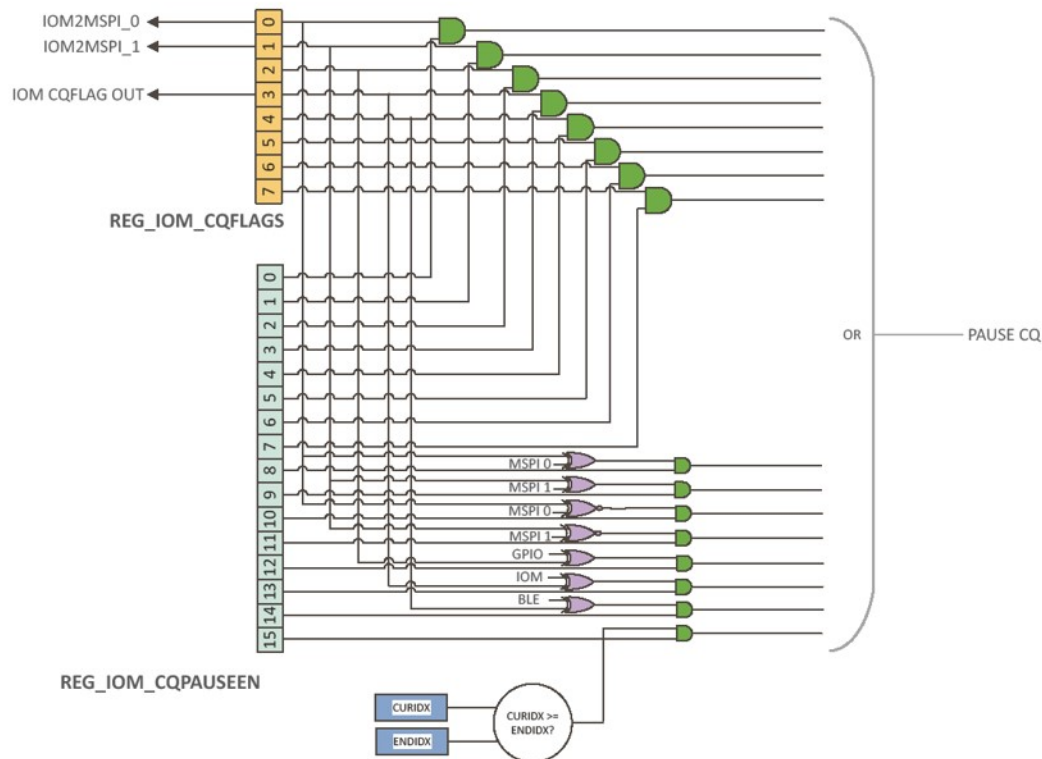 IOM2MSPI_0
0
IOM2MSPI_1
1
2
IOM CQFLAG OUT
3
4
5
6
7
REG_IOM_CQFLAGS
0
1
2
3
OR
PAUSE CQ
4
5
6
7
MSPI 0
8
MSPI 1
9
MSPI 0
10
MSPI 1
11
GPIO
12
IOM
13
BLE
14
15
REG_IOM_CQPAUSEEN
CURIDX
CURIDX >=
ENDIDX?
ENDIDX